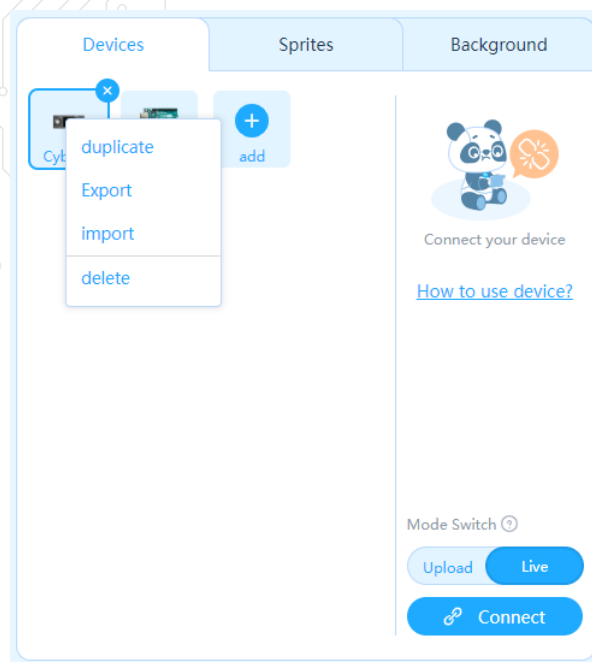 Devices
Sprites
Background
add
duplicate
Export
import
delete
Connect your device
How to use device?
Mode Switch
Upload
Live
Connect